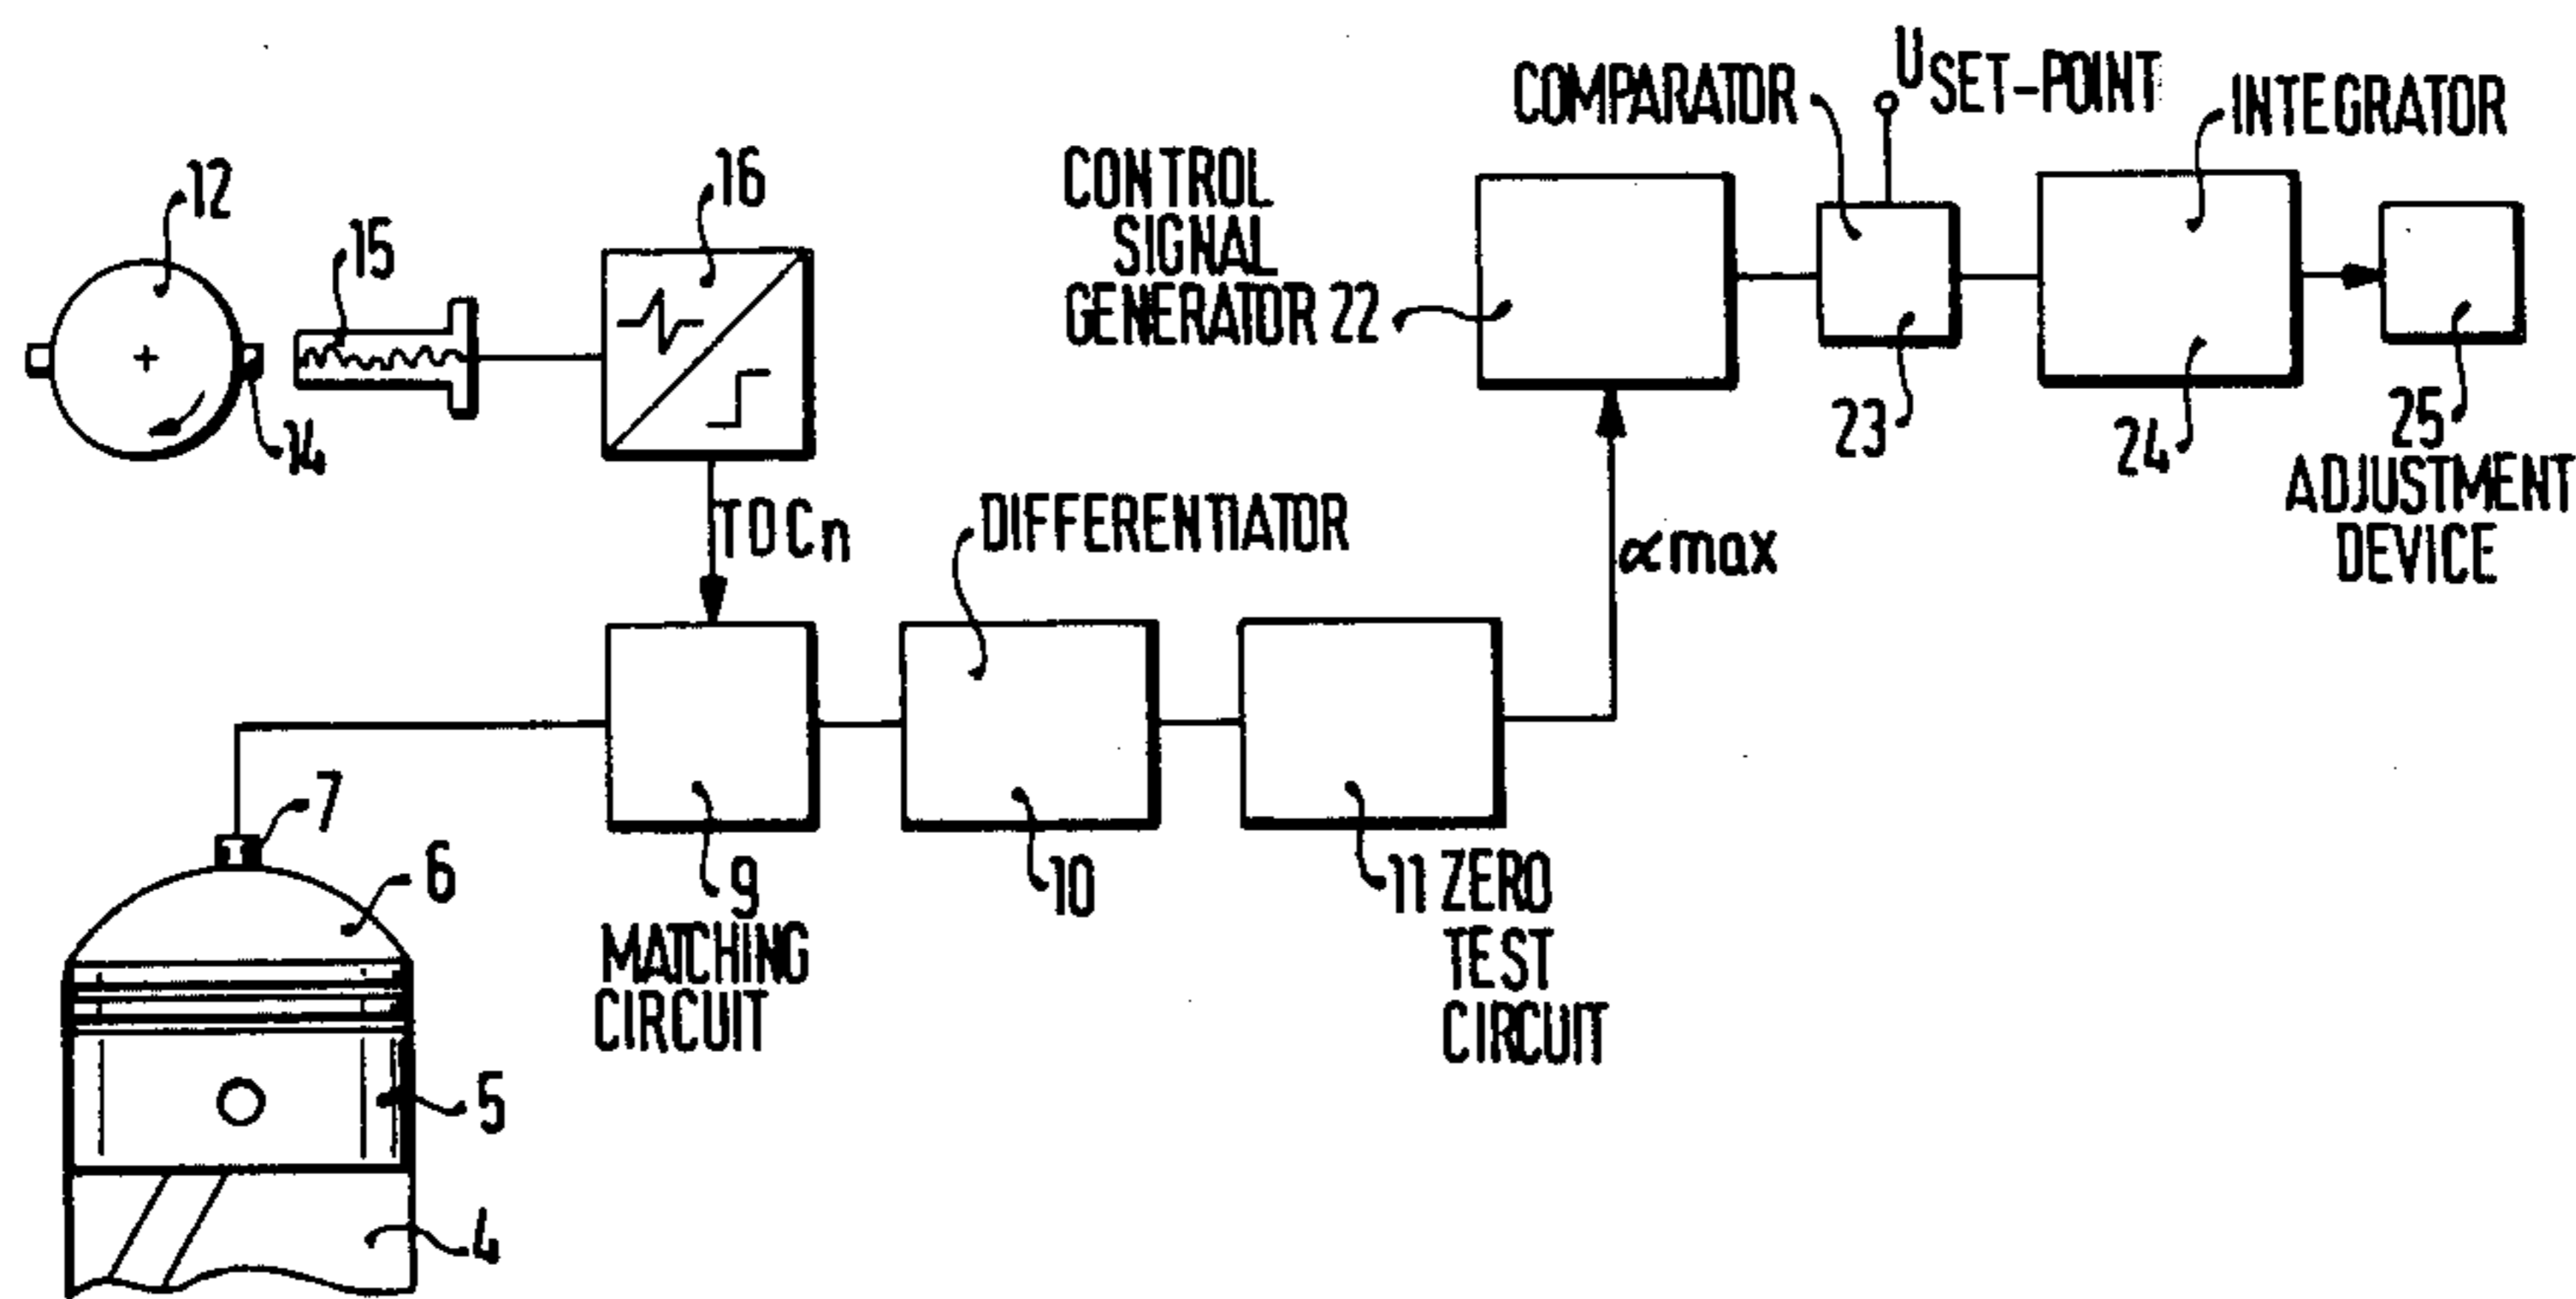 12
15
14
16
TDCn
CONTROL
SIGNAL
GENERATOR 22
COMPARATOR
USET-POINT
INTEGRATOR
23
24
25
ADJUSTMENT
DEVICE
DIFFERENTIATOR
αmax
7
6
5
4
9
MATCHING
CIRCUIT
10
11 ZERO
TEST
CIRCUIT